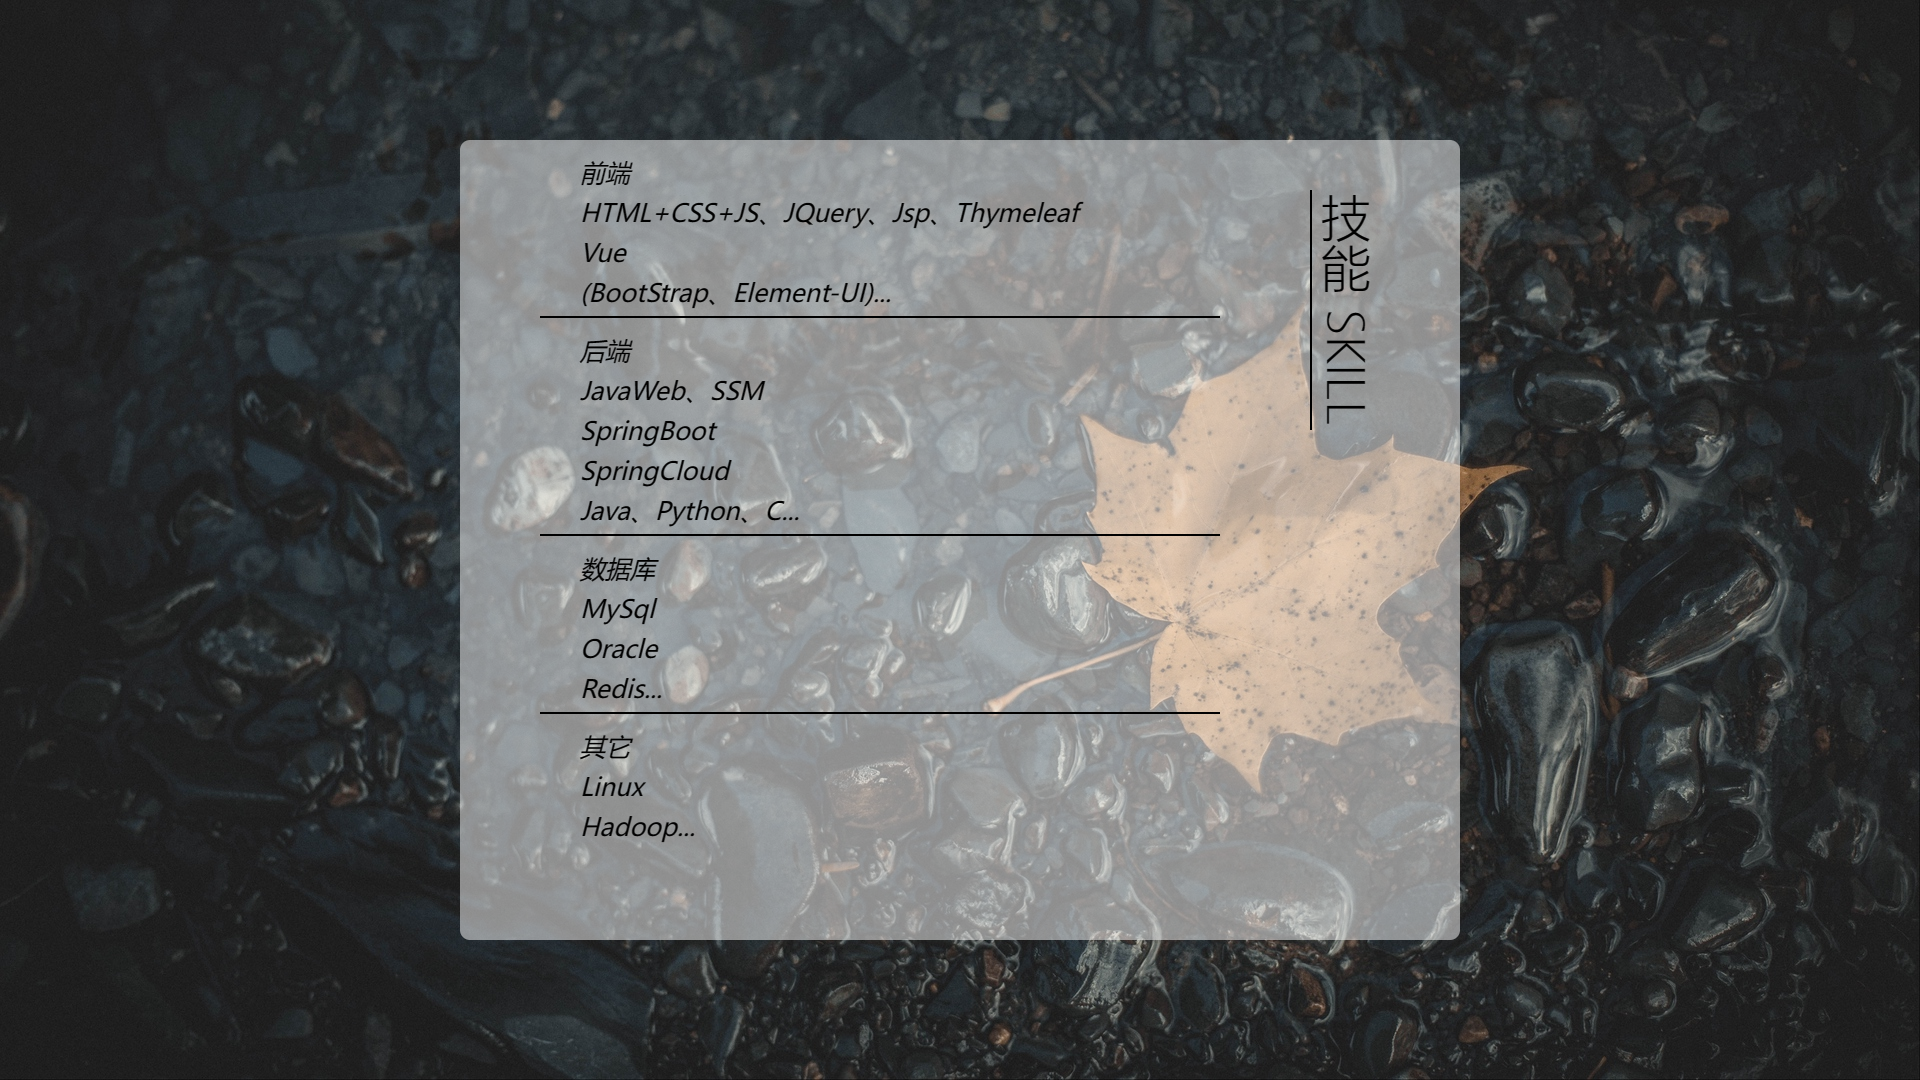 前端
HTML+CSS+JS、JQuery、Jsp、Thymeleaf
Vue
(BootStrap、Element-UI)...
后端
JavaWeb、SSM
SpringBoot
SpringCloud
Java、Python、C...
数据库
MySql
Oracle
Redis...
其它
Linux
Hadoop...
技能 SKILL